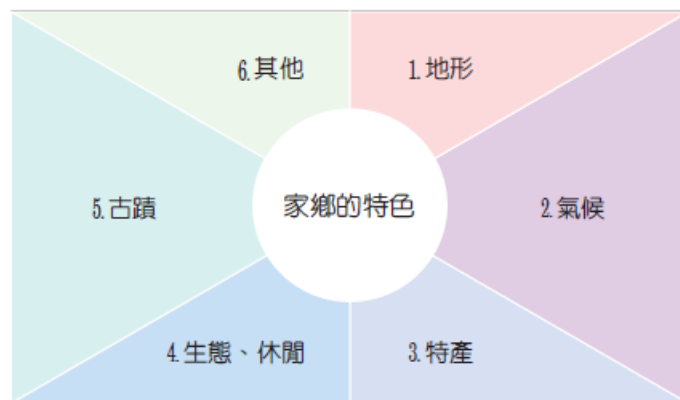 家鄉的特色
1.地形
2.氣候
3.特產
4.生態、休閒
5.古蹟
6.其他